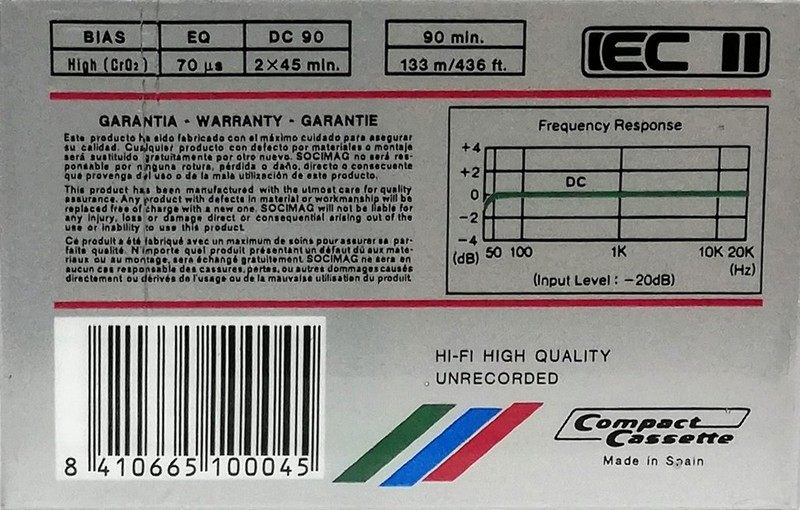 BIAS EQ DC 90
High (CrO₂) 70 μs 2×45 min.
90 min.
133 m/436 ft.
IEC II
GARANTIA - WARRANTY - GARANTIE
Este producto ha sido fabricado con el máximo cuidado para asegurar
su calidad. Cualquier producto con defecto por materiales o montaje
será sustituido gratuitamente por otro nuevo. SOCIMAG no será res-
ponsable por ninguna rotura, pérdida o daño, directo o consecuente
que provenga del uso o de la mala utilización de este producto.
This product has been manufactured with the utmost care for quality
assurance. Any product with defects in material or workmanship will be
replaced free of charge with a new one. SOCIMAG will not be liable for
any injury, loss or damage direct or consequential arising out of the
use or inability to use this product.
Ce produit a été fabriqué avec un maximum de soins pour assurer sa par-
faite qualité. N'importe quel produit présentant un défaut dû aux maté-
riaux ou au montage, sera échangé gratuitement. SOCIMAG ne sera en
aucun cas responsable des cassures, pertes, ou autres dommages causés
directement ou dérivés de l'usage ou de la mauvaise utilisation du produit.
Frequency Response
+4
+2
0
−2
−4
DC
(dB) 50 100 1K 10K 20K
(Hz)
(Input Level : −20dB)
8 410665 100045
HI-FI HIGH QUALITY
UNRECORDED
Compact
Cassette
Made in Spain